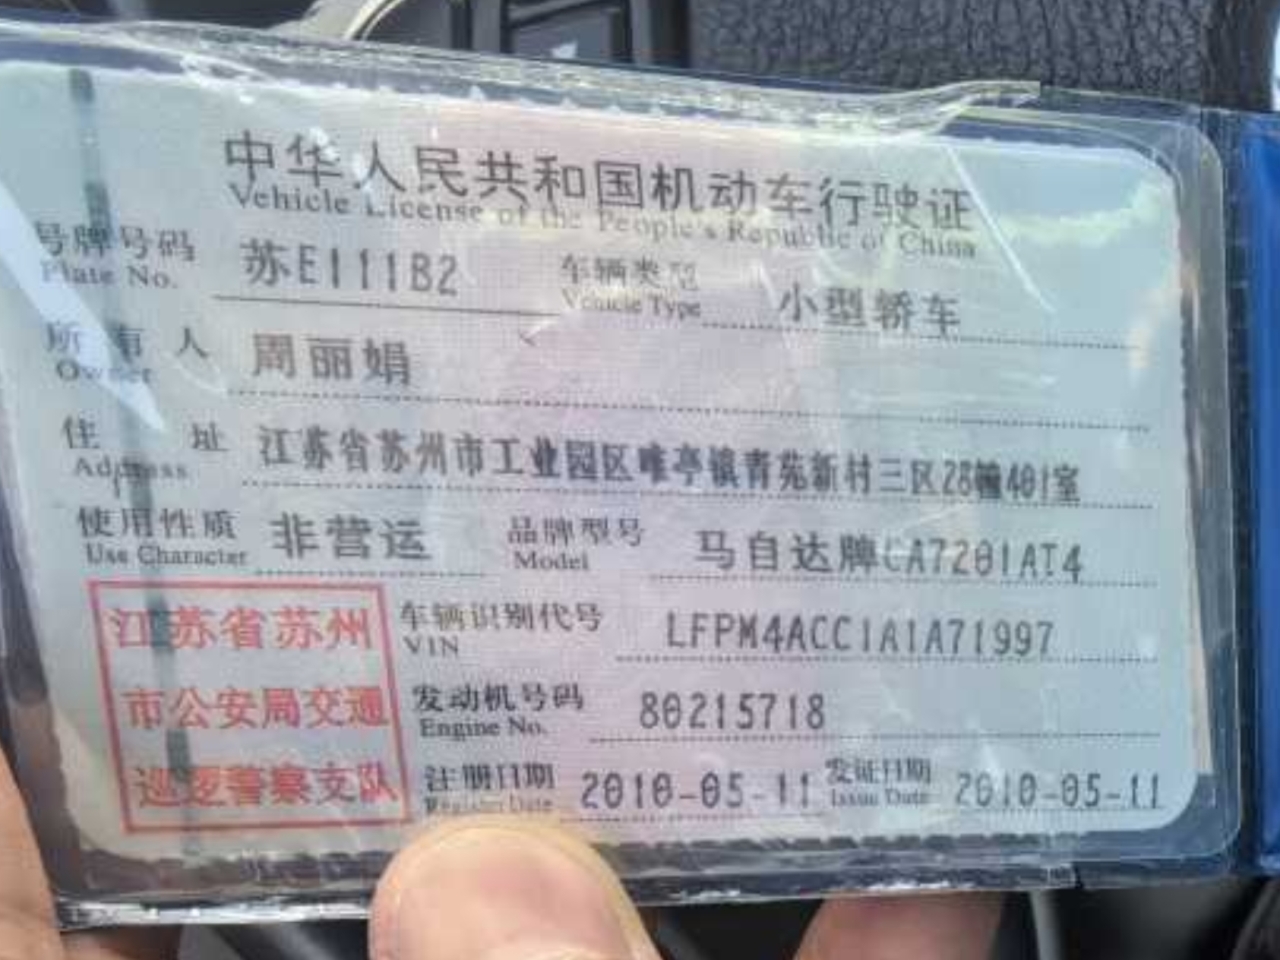 中华人民共和国机动车行驶证
Vehicle License of the People's Republic of China
号牌号码 苏E111B2 车辆类型 小型轿车
Plate No. Vehicle Type
所有人 周丽娟
Owner
住址 江苏省苏州市工业园区唯亭镇青苑新村三区28幢401室
Address
使用性质 非营运 品牌型号 马自达牌CA7201AT4
Use Character Model
江苏省苏州 车辆识别代号 LFPM4ACC1A1A71997
VIN
市公安局交通 发动机号码 80215718
Engine No.
巡逻警察支队 注册日期 2010-05-11 发证日期 2010-05-11
Register Date Issue Date